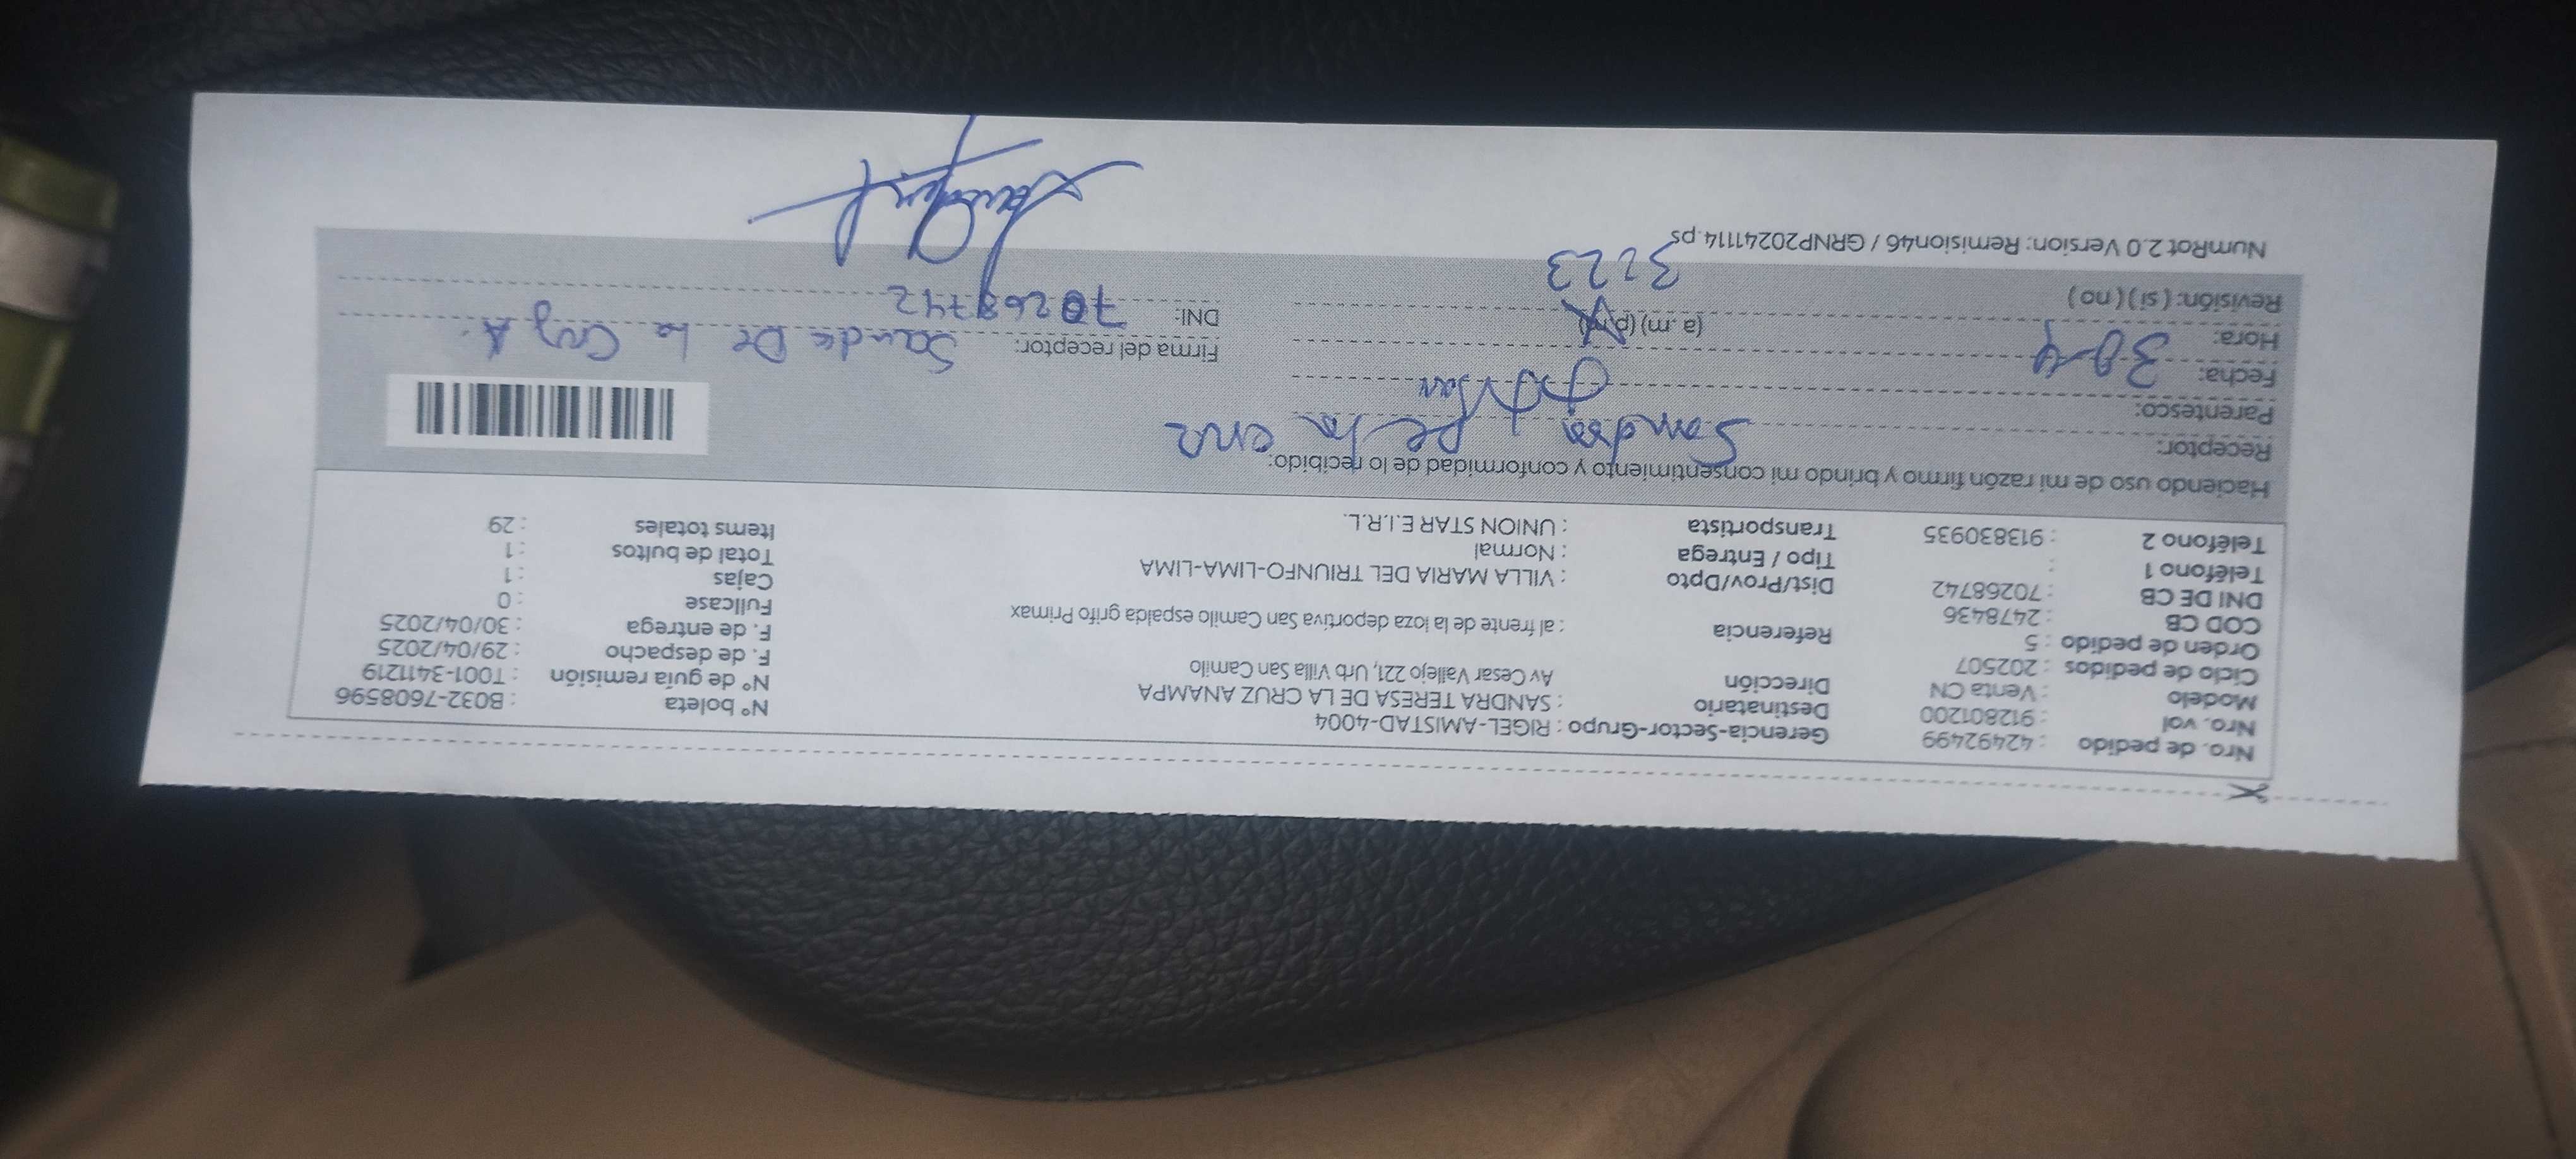 Nro. de pedido : 42492499 Gerencia-Sector-Grupo : RIGEL-AMISTAD-4004 N° boleta : B032-7608596
Nro. vol : 912801200 Destinatario : SANDRA TERESA DE LA CRUZ ANAMPA N° de guía remisión : T001-3411219
Modelo : Venta CN Dirección Av Cesar Vallejo 221, Urb Villa San Camilo F. de despacho : 29/04/2025
Ciclo de pedidos : 202507 F. de entrega : 30/04/2025
Orden de pedido : 5 Referencia : al frente de la loza deportiva San Camilo espalda grifo Primax Fullcase : 0
COD CB : 2478436 Cajas : 1
DNI DE CB : 70268742 Dist/Prov/Dpto : VILLA MARIA DEL TRIUNFO-LIMA-LIMA Total de bultos : 1
Teléfono 1 : Tipo / Entrega : Normal Items totales : 29
Teléfono 2 : 913830935 Transportista : UNION STAR E.I.R.L.
Haciendo uso de mi razón firmo y brindo mi consentimiento y conformidad de lo recibido:
Receptor: Sandra De la
Parentesco:
Fecha: 30-4 Firma del receptor: Sandra De La Cruz A.
Hora: (a.m) (p.m) DNI: 70268742
Revisión: (si) (no) 3:23
NumRot 2.0 Version: Remision46 / GRNP20241114.ps